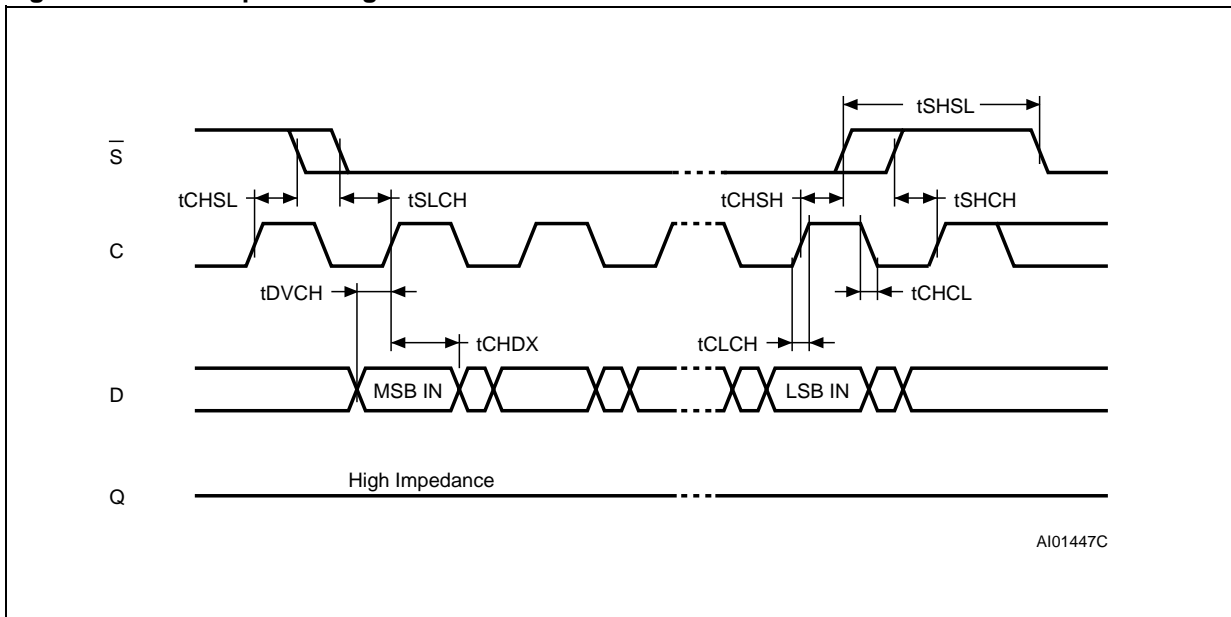 tSHSL
S̅
tCHSL
tSLCH
tCHSH
tSHCH
C
tDVCH
tCHCL
tCHDX
tCLCH
D
MSB IN
LSB IN
High Impedance
Q
AI01447C